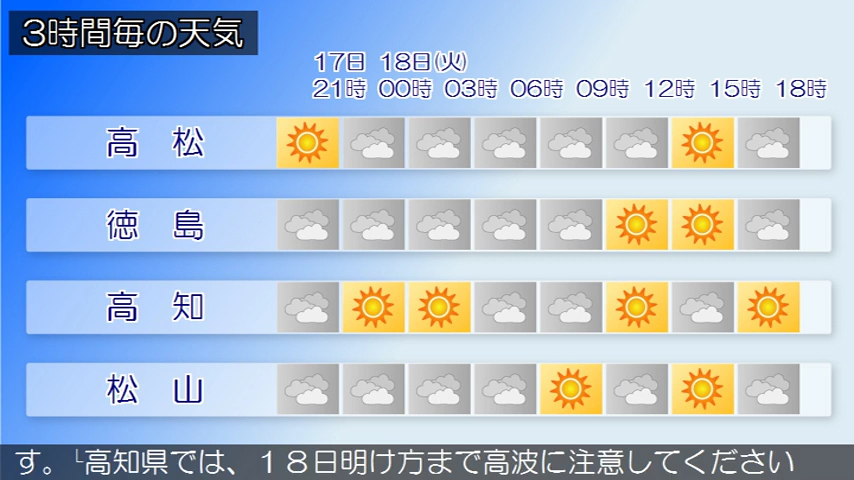 3時間毎の天気
17日 18日(火)
21時 00時 03時 06時 09時 12時 15時 18時
高 松
徳 島
高 知
松 山
す。└高知県では、１８日明け方まで高波に注意してください